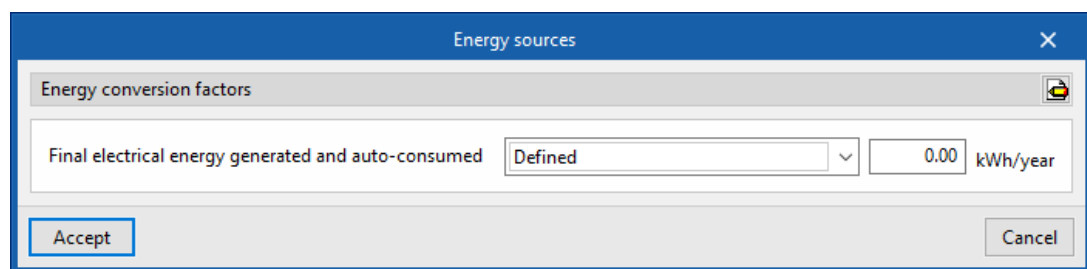 Energy sources
Energy conversion factors
Final electrical energy generated and auto-consumed Defined 0.00 kWh/year
Accept Cancel